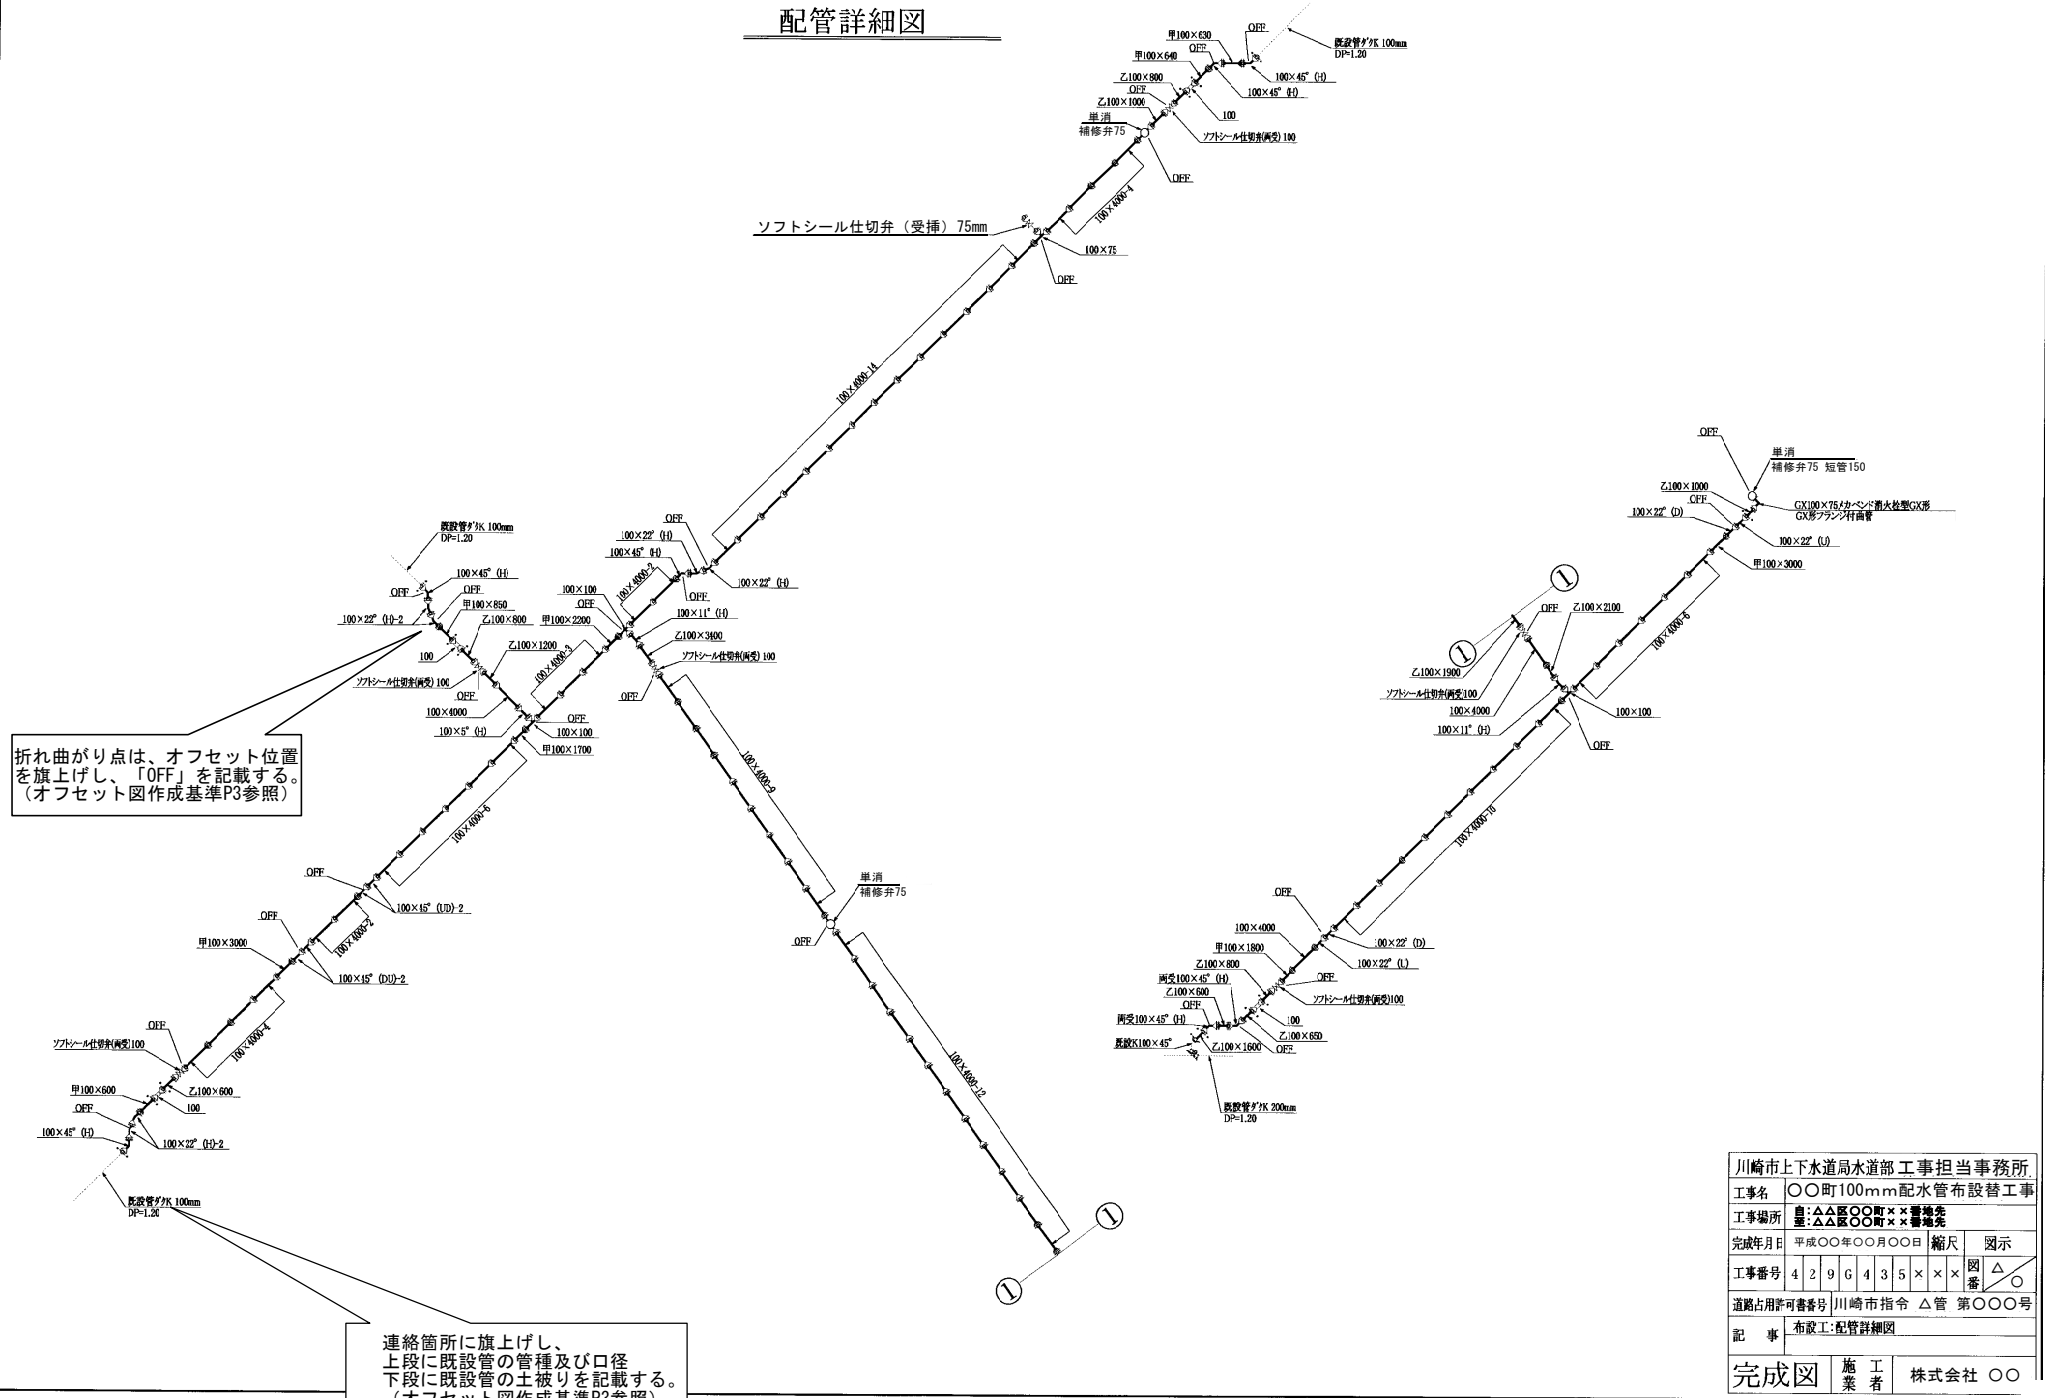 配管詳細図
甲100×630
OFF
既設管ダクK 100mm
DP=1.20
OFF
甲100×640
100×45° (H)
乙100×800
100×45° (H)
OFF
乙100×1000
100
単消
補修弁75
ソフトシール仕切弁(両受) 100
OFF
100×4000-4
ソフトシール仕切弁（受挿）75mm
100×75
OFF
100×4000-14
OFF
100×22° (H)
100×45° (H)
100×4000-2
100×22° (H)
OFF
100×100
OFF
100×11° (H)
甲100×2200
乙100×3400
ソフトシール仕切弁(両受) 100
OFF
100×4000-3
既設管ダクK 100mm
DP=1.20
100×45° (H)
OFF
OFF
甲100×850
100×22° (H)-2
乙100×800
100
乙100×1200
ソフトシール仕切弁(両受) 100
OFF
100×4000
OFF
100×5° (H)
100×100
甲100×1700
折れ曲がり点は、オフセット位置
を旗上げし、「OFF」を記載する。
（オフセット図作成基準P3参照）
100×4000-6
100×4000-9
単消
補修弁75
OFF
100×4000-12
①
①
OFF
100×45° (UD)-2
OFF
100×4000-2
甲100×3000
100×45° (DU)-2
OFF
100×4000-4
ソフトシール仕切弁(両受)100
甲100×600
乙100×600
OFF
100
100×45° (H)
100×22° (H)-2
既設管ダクK 100mm
DP=1.20
連絡箇所に旗上げし、
上段に既設管の管種及び口径
下段に既設管の土被りを記載する。
（オフセット図作成基準P3参照）
OFF
単消
補修弁75 短管150
乙100×1000
OFF
GX100×75メカベンド消火栓型GX形
GX形フランジ付曲管
100×22° (D)
100×22° (U)
甲100×3000
①
乙100×2100
OFF
100×4000-6
①
乙100×1900
ソフトシール仕切弁(両受)100
100×4000
100×100
100×11° (H)
OFF
100×4000-10
OFF
100×4000
100×22° (D)
甲100×1800
100×22° (U)
乙100×800
OFF
両受100×45° (H)
ソフトシール仕切弁(両受)100
乙100×600
OFF
100
両受100×45° (H)
乙100×650
既設K100×45°
乙100×1600
OFF
既設管ダクK 200mm
DP=1.20
川崎市上下水道局水道部 工事担当事務所
工事名 ○○町100mm配水管布設替工事
工事場所 自：△△区○○町××番地先
至：△△区○○町××番地先
完成年月日 平成○○年○○月○○日 縮尺 図示
工事番号 4 2 9 G 4 3 5 × × × 図番 △ ○
道路占用許可書番号 川崎市指令 △管 第○○○号
記 事 布設工：配管詳細図
完成図 施工業者 株式会社 ○○